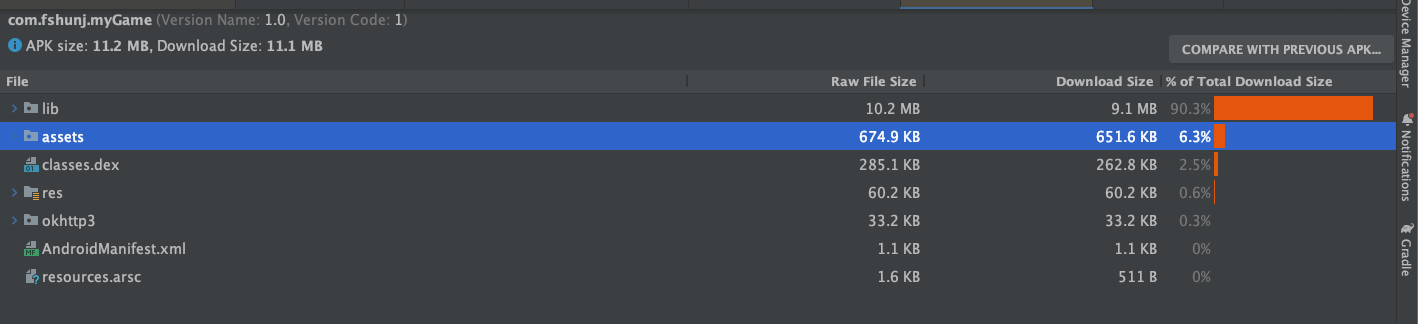 com.fshunj.myGame (Version Name: 1.0, Version Code: 1)
APK size: 11.2 MB, Download Size: 11.1 MB
COMPARE WITH PREVIOUS APK...
File Raw File Size Download Size % of Total Download Size
lib 10.2 MB 9.1 MB 90.3%
assets 674.9 KB 651.6 KB 6.3%
classes.dex 285.1 KB 262.8 KB 2.5%
res 60.2 KB 60.2 KB 0.6%
okhttp3 33.2 KB 33.2 KB 0.3%
AndroidManifest.xml 1.1 KB 1.1 KB 0%
resources.arsc 1.6 KB 511 B 0%
Device Manager
Notifications
Gradle